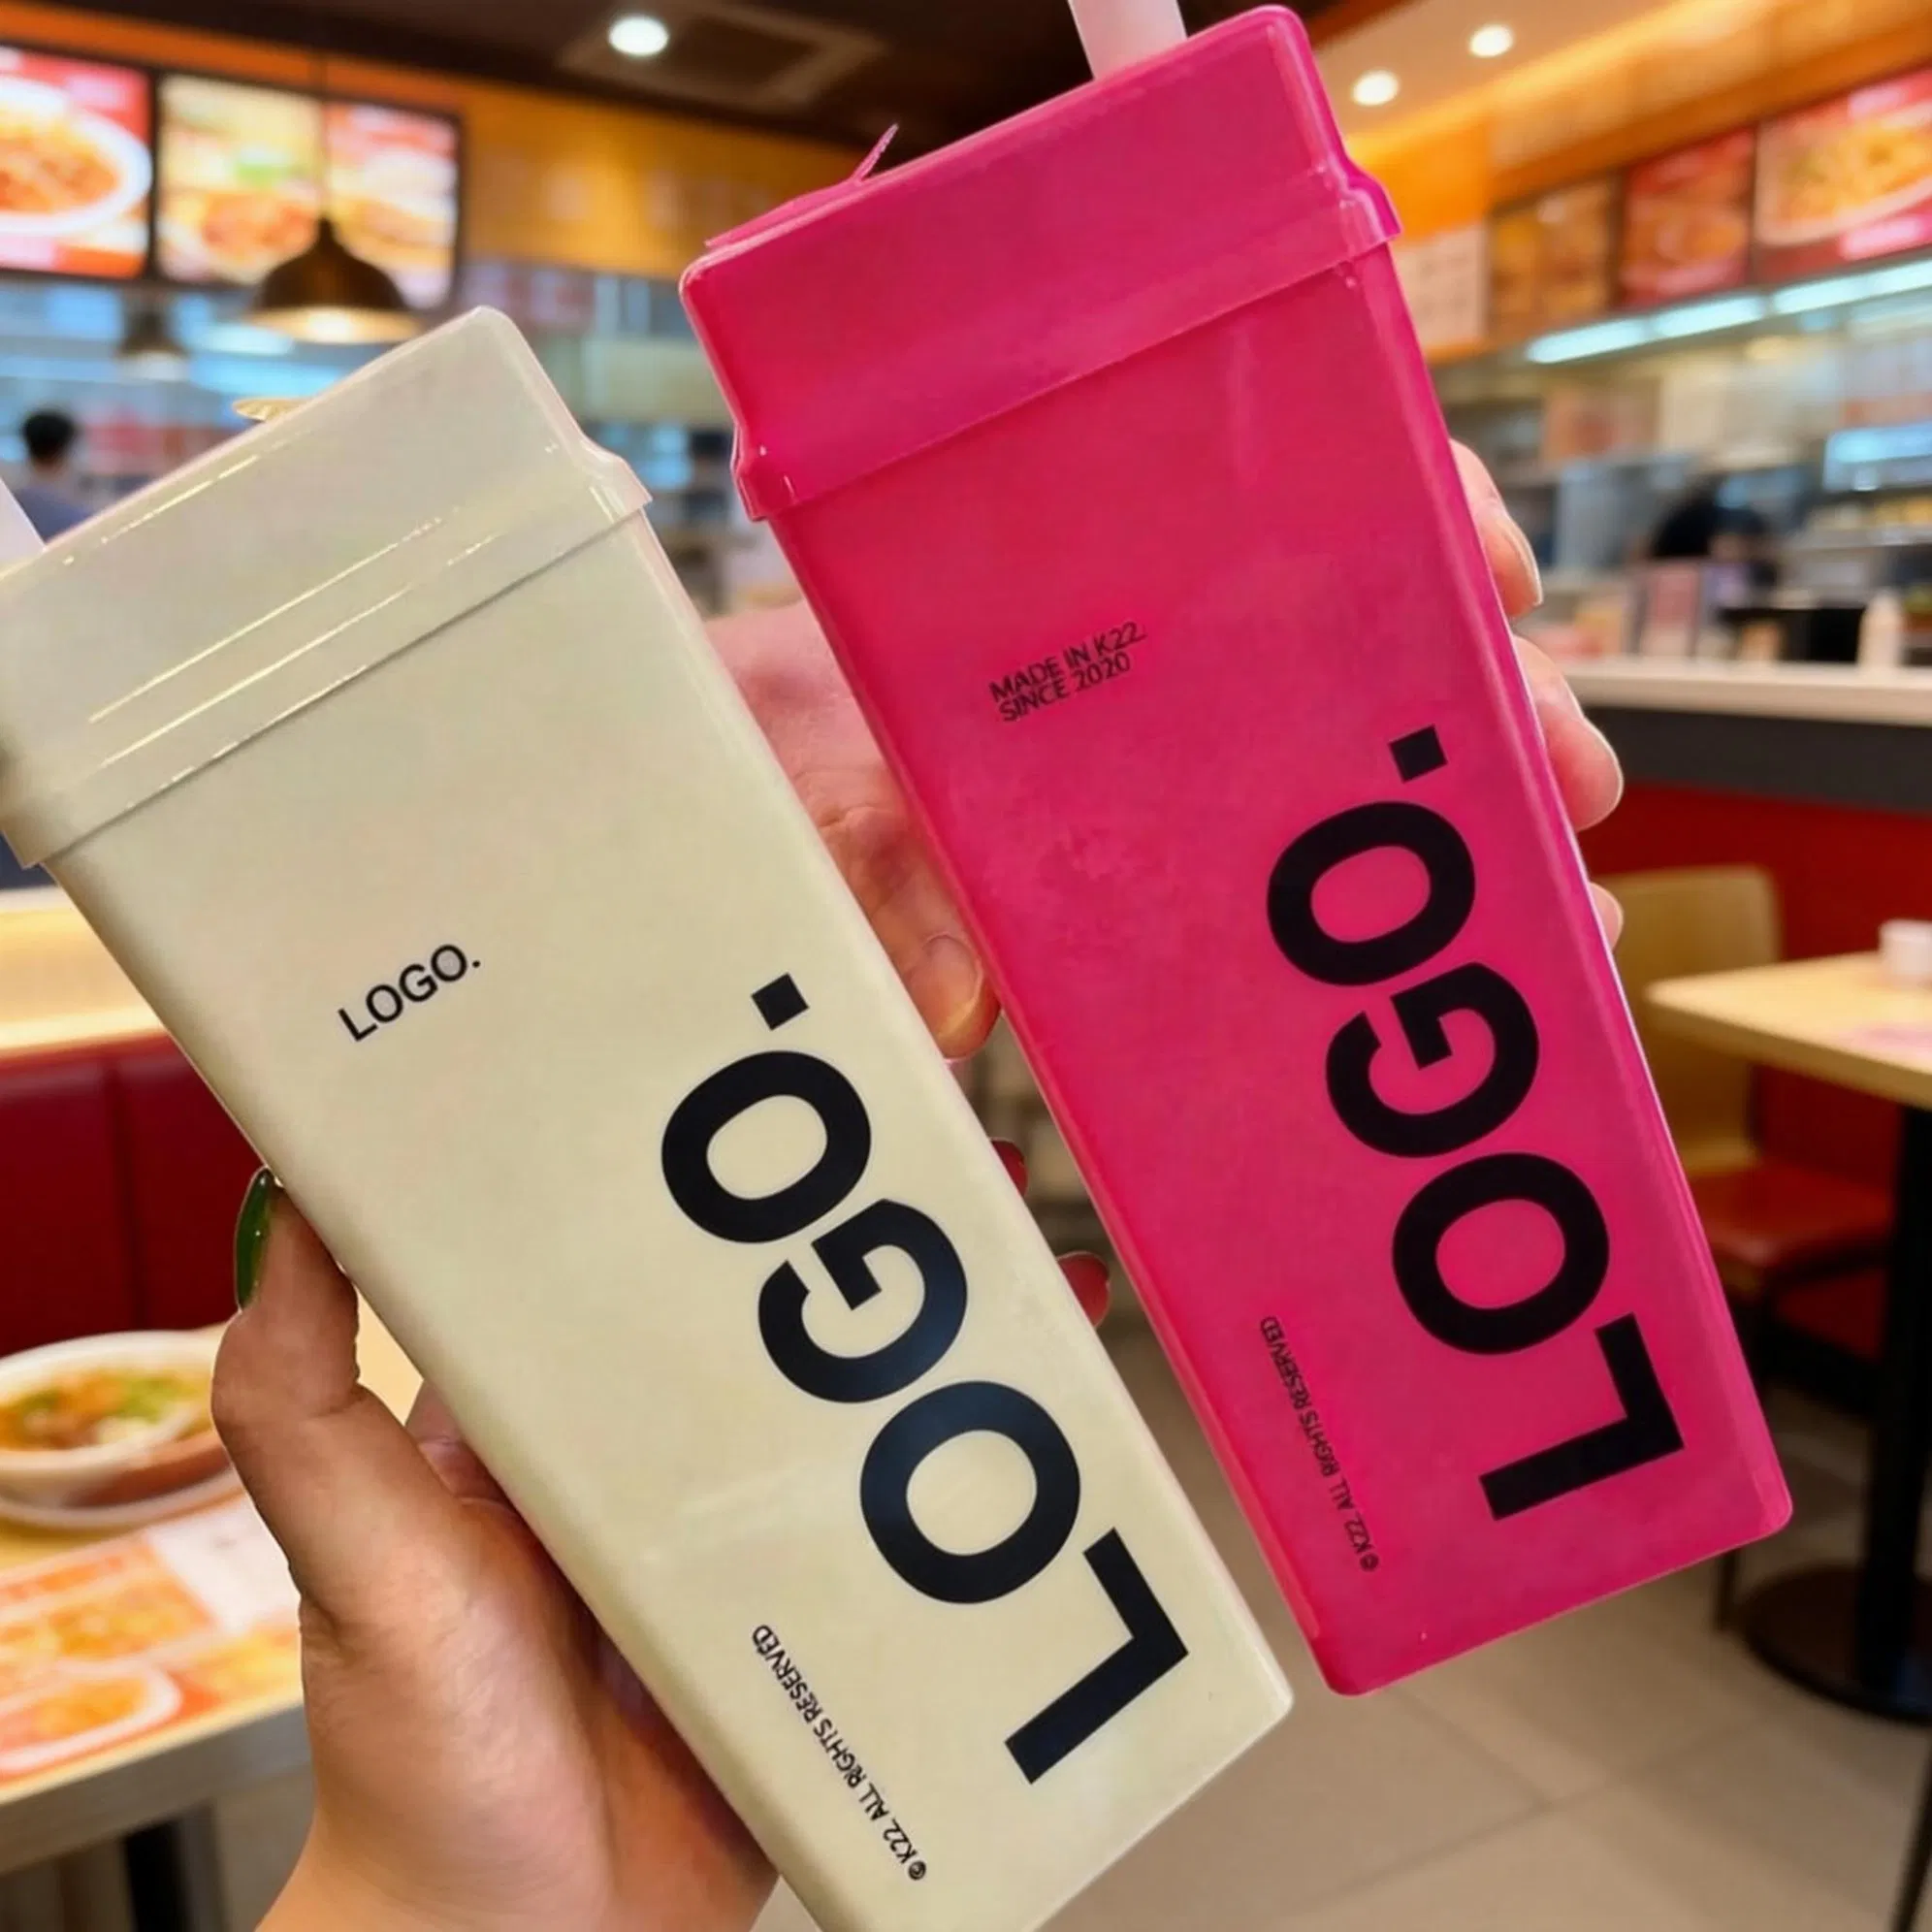 LOGO.
LOGO.
© K22. ALL RIGHTS RESERVED
MADE IN K22.
SINCE 2020
LOGO.
© K22. ALL RIGHTS RESERVED